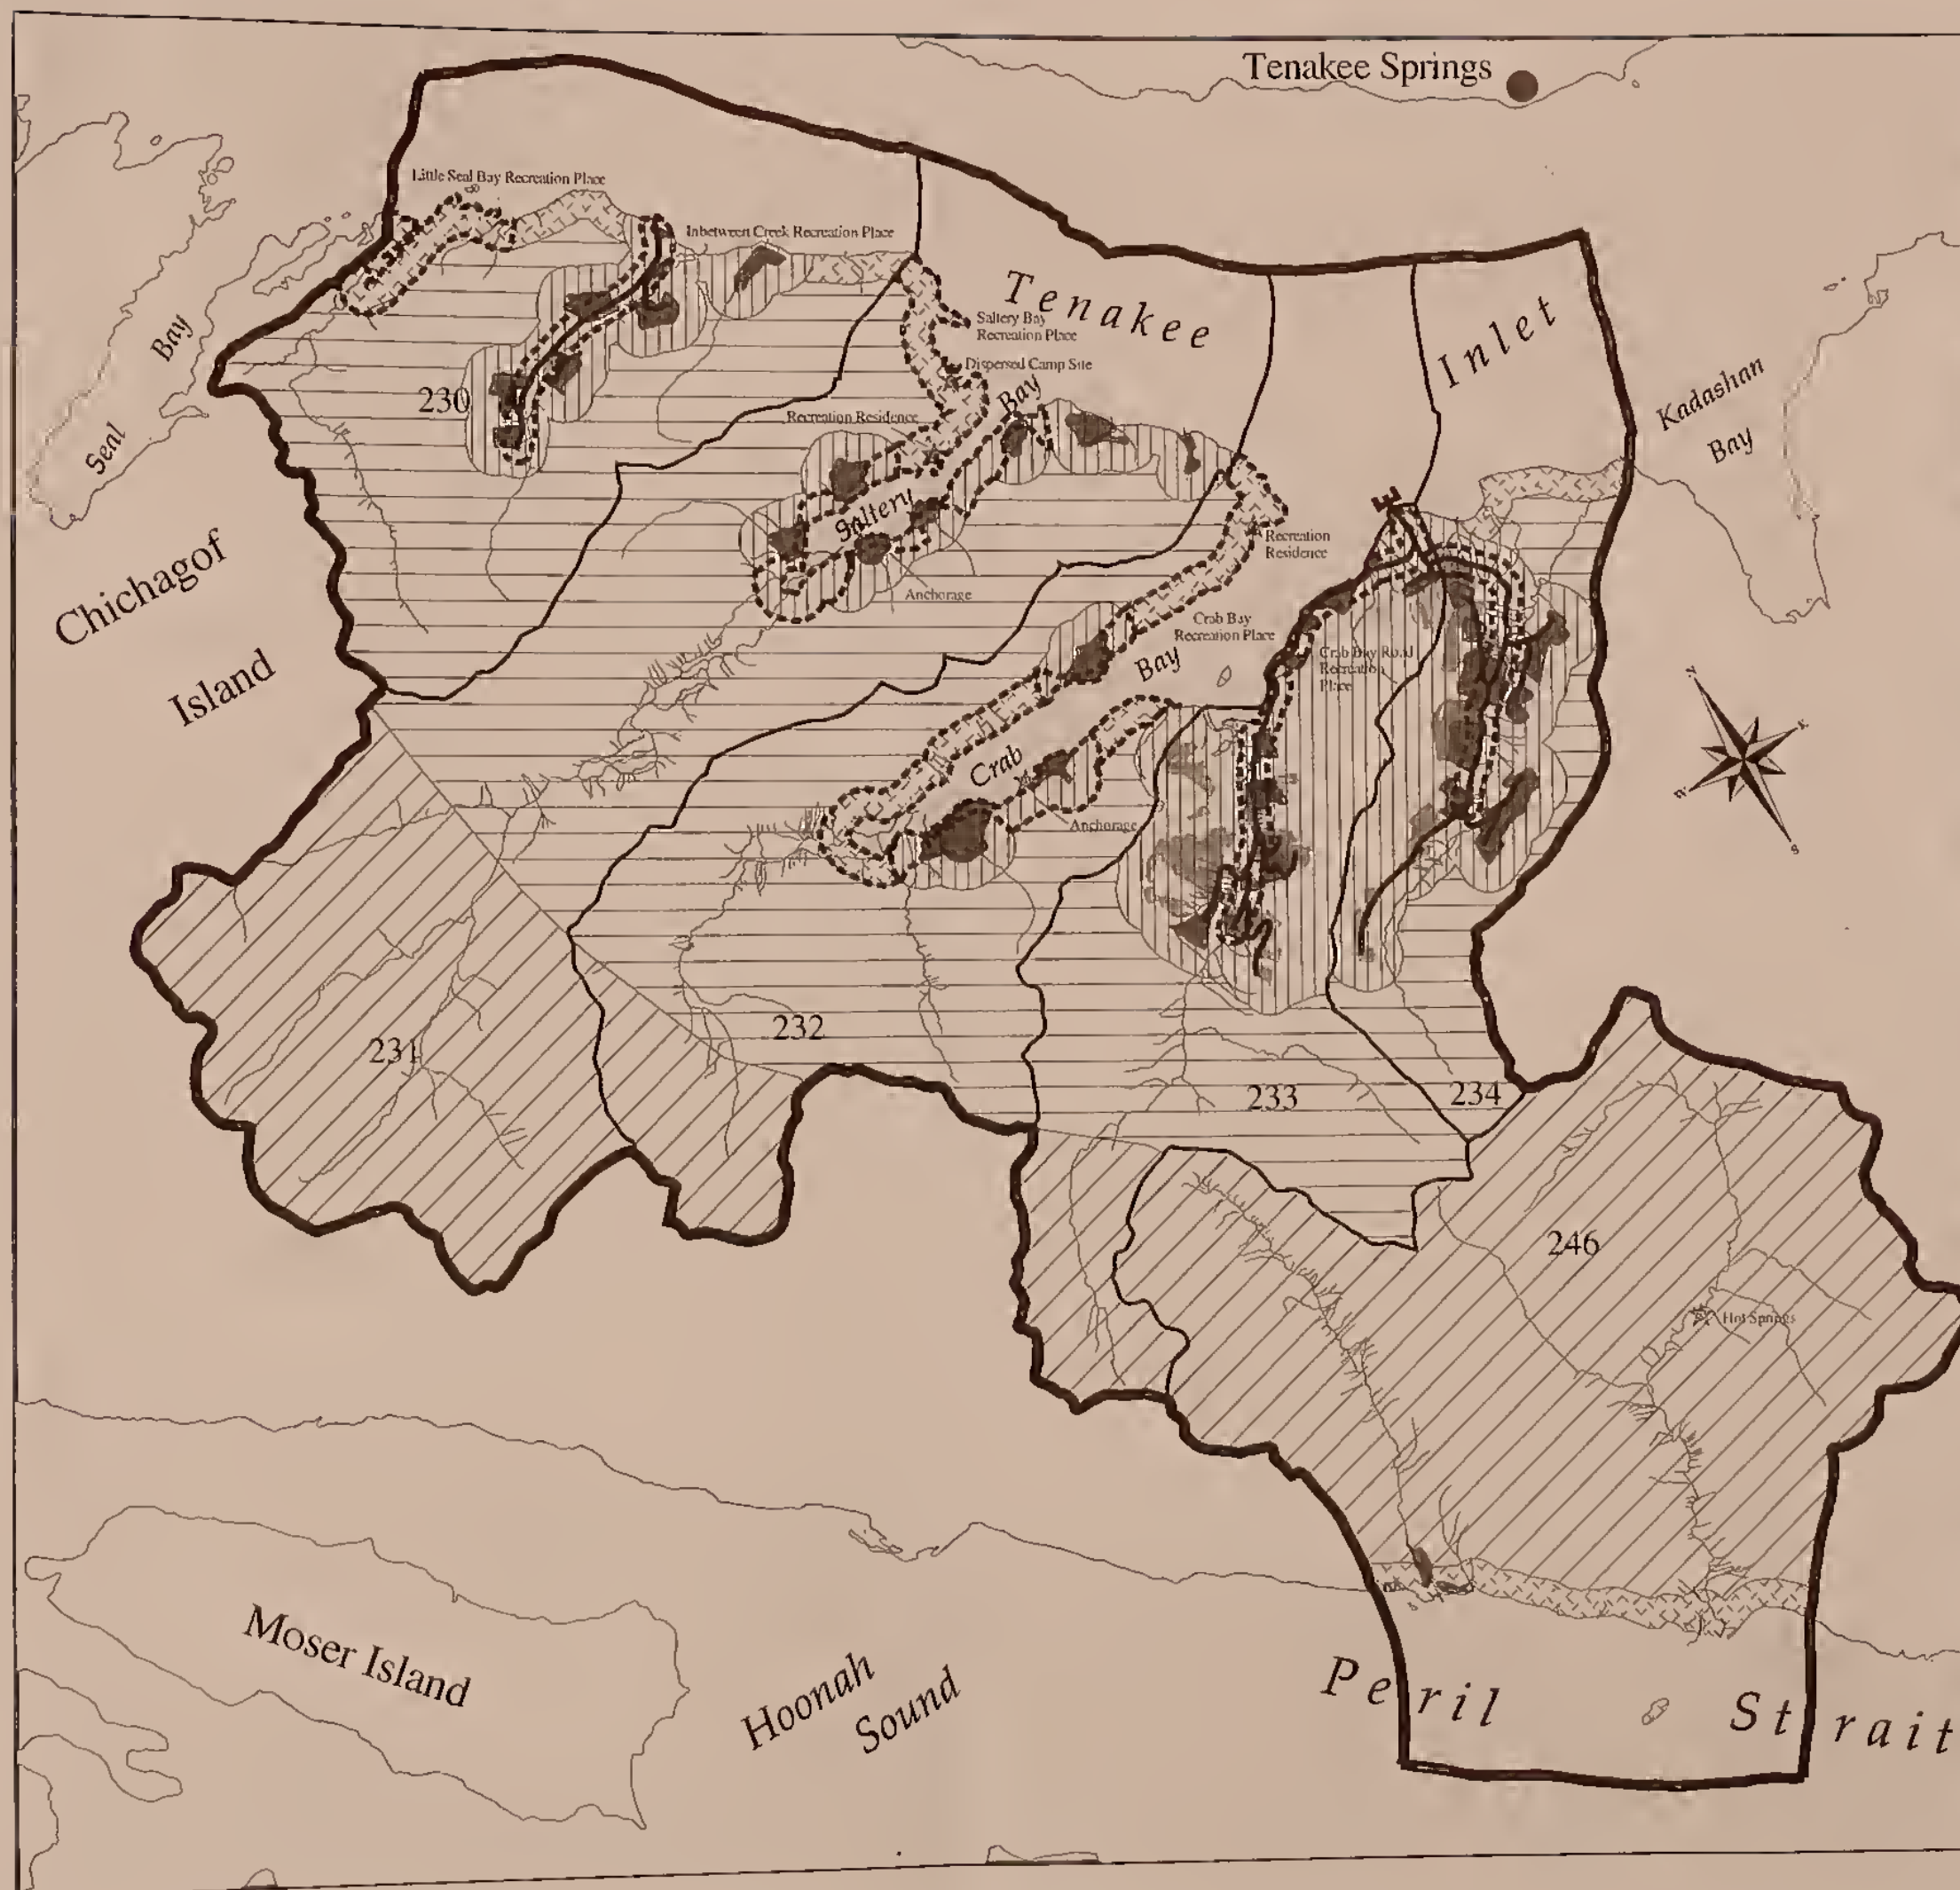 Tenakee Springs
Little Seal Bay Recreation Place
Inbetween Creek Recreation Place
Tenakee
Inlet
Saltery Bay
Recreation Place
Dispersed Camp Site
Seal
Bay
230
Recreation Residence
Saltery
Bay
Kadashan
Bay
Recreation
Residence
Anchorage
Chichagof
Island
Crab Bay
Recreation Place
Crab
Bay
Crab Bay Road
Recreation
Place
N
E
W
S
Anchorage
231
232
233
234
246
Hot Springs
Moser Island
Hoonah
Sound
Peril Strait